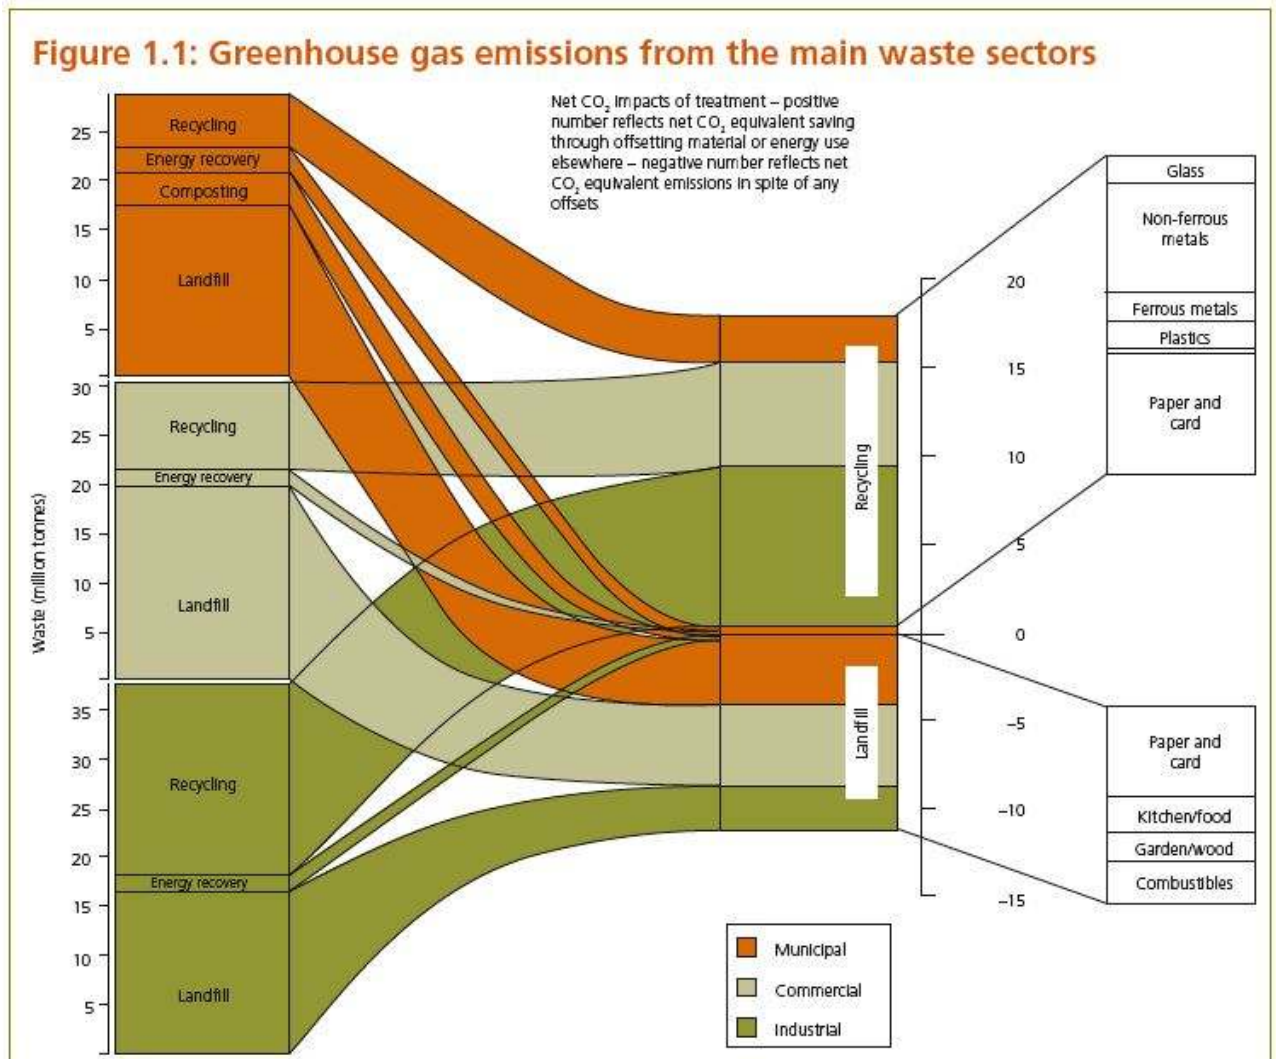 Figure 1.1: Greenhouse gas emissions from the main waste sectors
Net CO₂ impacts of treatment – positive
number reflects net CO₂ equivalent saving
through offsetting material or energy use
elsewhere – negative number reflects net
CO₂ equivalent emissions in spite of any
offsets
Waste (million tonnes)
25
20
15
10
5
Recycling
Energy recovery
Composting
Landfill
30
25
20
15
10
5
Recycling
Energy recovery
Landfill
35
30
25
20
15
10
5
Recycling
Energy recovery
Landfill
Recycling
Landfill
20
15
10
5
0
–5
–10
–15
Glass
Non-ferrous
metals
Ferrous metals
Plastics
Paper and
card
Paper and
card
Kitchen/food
Garden/wood
Combustibles
Municipal
Commercial
Industrial